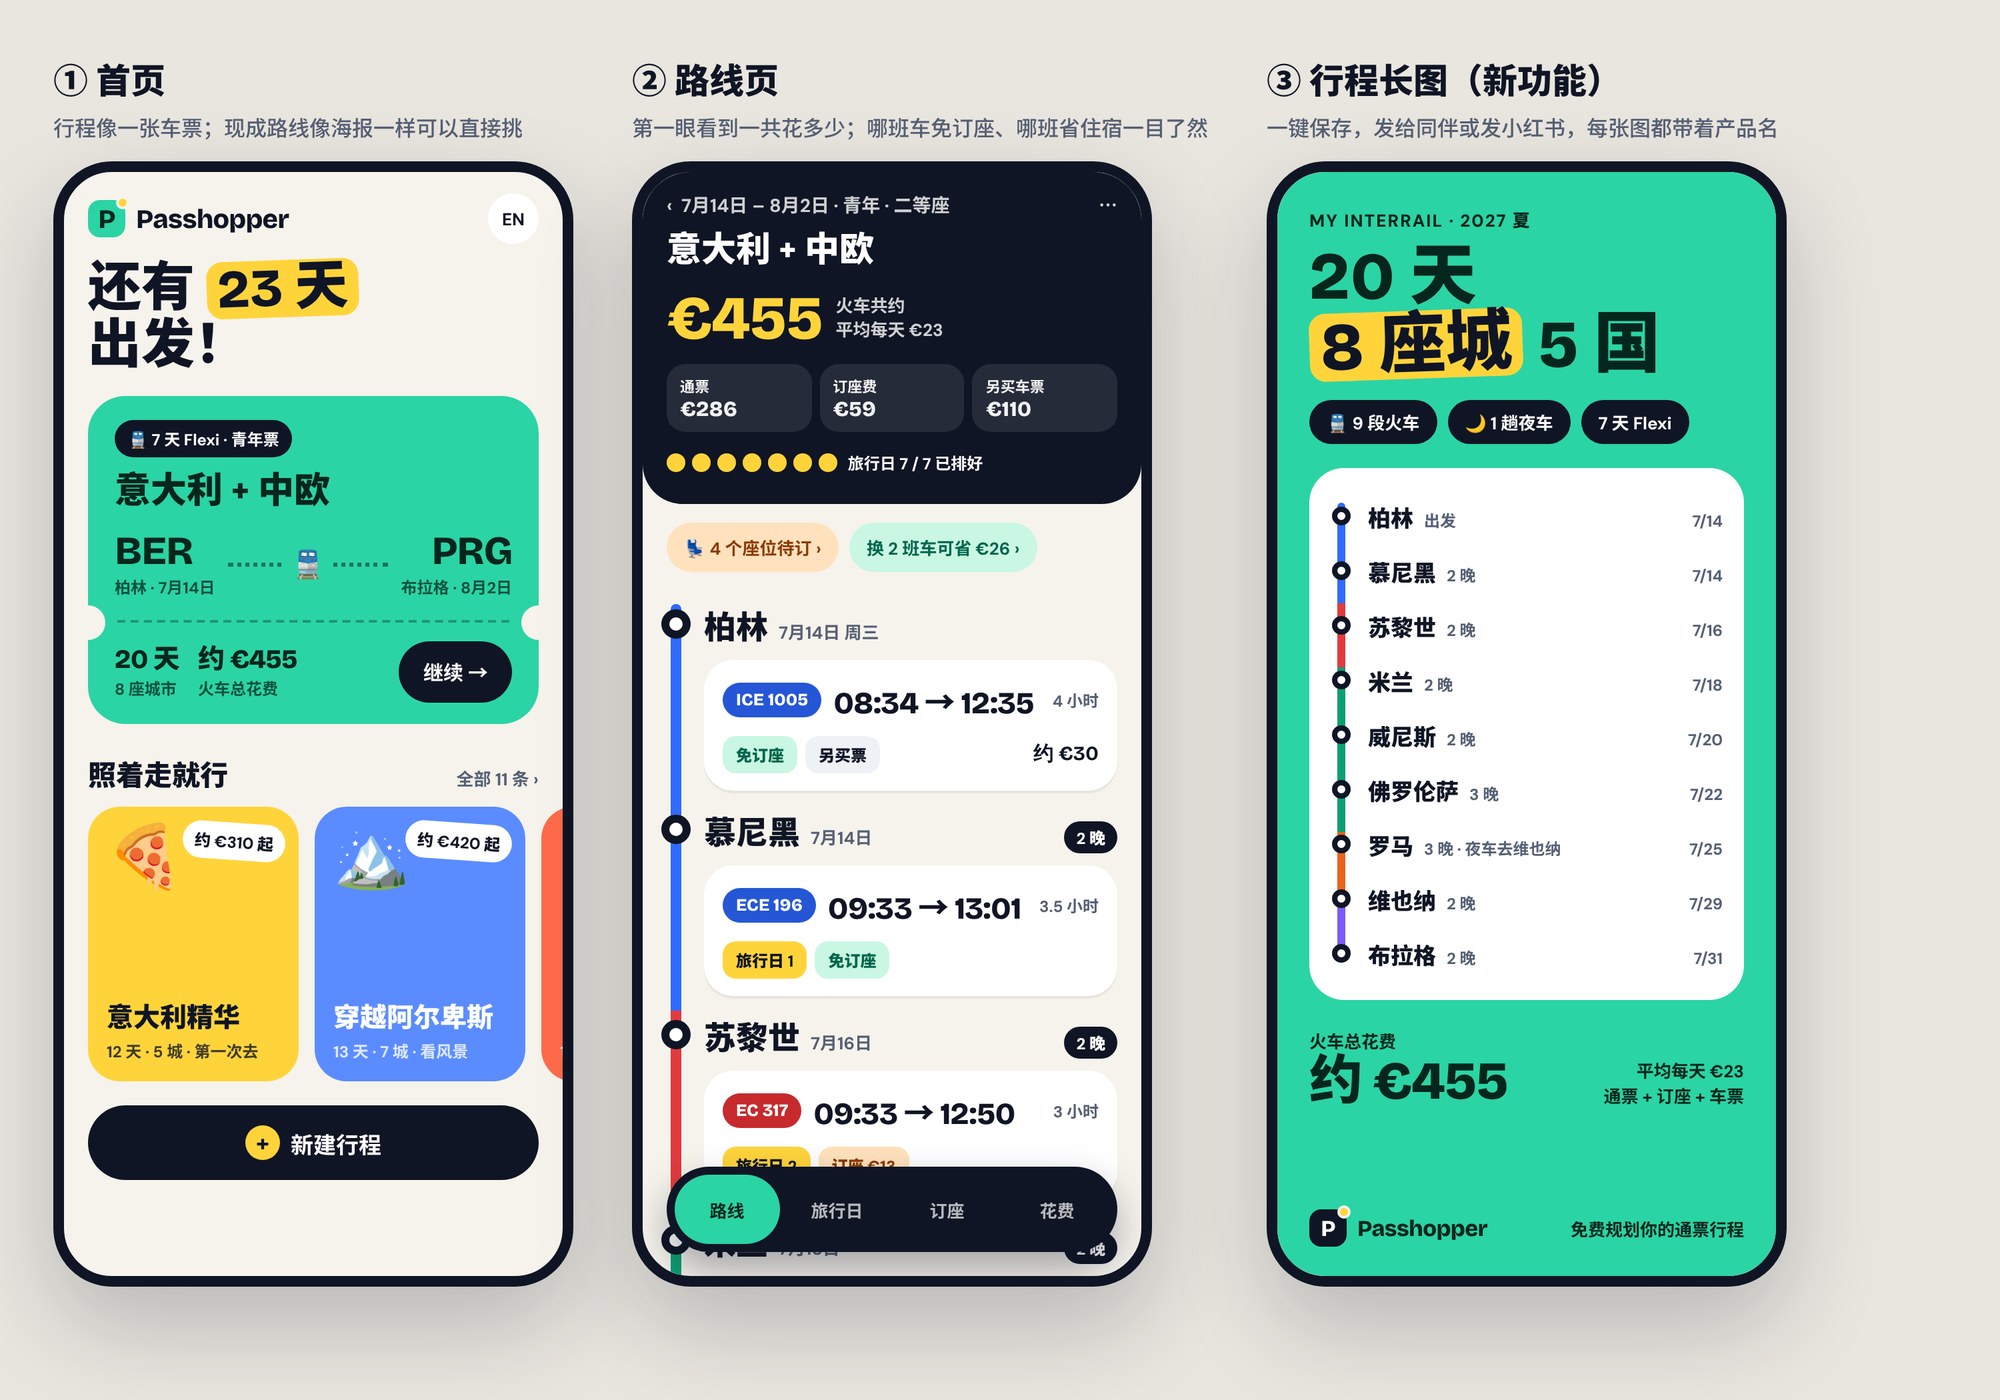 ① 首页
行程像一张车票；现成路线像海报一样可以直接挑
P Passhopper
EN
还有 23 天
出发！
7 天 Flexi · 青年票
意大利 + 中欧
BER PRG
柏林 · 7月14日 布拉格 · 8月2日
20 天 约 €455
8 座城市 火车总花费
继续 →
照着走就行 全部 11 条 ›
约 €310 起
意大利精华
12 天 · 5 城 · 第一次去
约 €420 起
穿越阿尔卑斯
13 天 · 7 城 · 看风景
+ 新建行程
② 路线页
第一眼看到一共花多少；哪班车免订座、哪班省住宿一目了然
‹ 7月14日 – 8月2日 · 青年 · 二等座 ···
意大利 + 中欧
€455 火车共约
平均每天 €23
通票 订座费 另买车票
€286 €59 €110
旅行日 7 / 7 已排好
4 个座位待订 › 换 2 班车可省 €26 ›
柏林 7月14日 周三
ICE 1005 08:34 → 12:35 4 小时
免订座 另买票 约 €30
慕尼黑 7月14日 2 晚
ECE 196 09:33 → 13:01 3.5 小时
旅行日 1 免订座
苏黎世 7月16日 2 晚
EC 317 09:33 → 12:50 3 小时
旅行日 2 订座 €13
路线 旅行日 订座 花费
2 晚
③ 行程长图（新功能）
一键保存，发给同伴或发小红书，每张图都带着产品名
MY INTERRAIL · 2027 夏
20 天
8 座城 5 国
9 段火车 1 趟夜车 7 天 Flexi
柏林 出发 7/14
慕尼黑 2 晚 7/14
苏黎世 2 晚 7/16
米兰 2 晚 7/18
威尼斯 2 晚 7/20
佛罗伦萨 3 晚 7/22
罗马 3 晚 · 夜车去维也纳 7/25
维也纳 2 晚 7/29
布拉格 2 晚 7/31
火车总花费
约 €455
平均每天 €23
通票 + 订座 + 车票
P Passhopper 免费规划你的通票行程